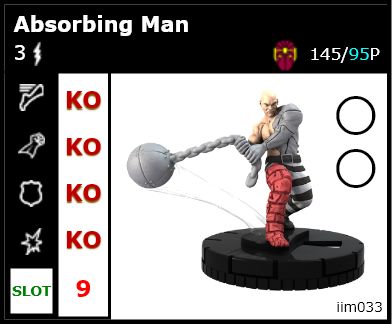 Absorbing Man
3
145/95P
KO
KO
KO
KO
SLOT 9
iim033